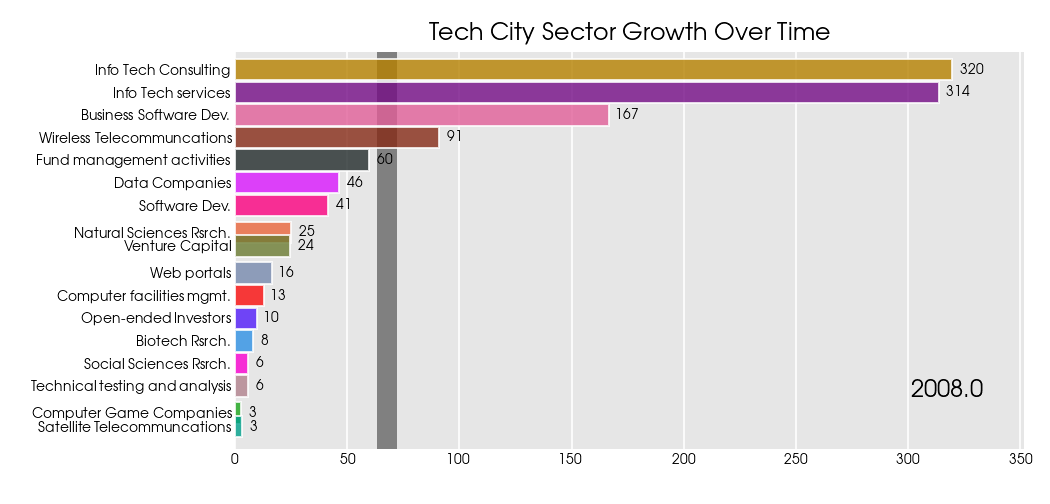 Tech City Sector Growth Over Time
Info Tech Consulting 320
Info Tech services 314
Business Software Dev. 167
Wireless Telecommuncations 91
Fund management activities 60
Data Companies 46
Software Dev. 41
Natural Sciences Rsrch. 25
Venture Capital 24
Web portals 16
Computer facilities mgmt. 13
Open-ended Investors 10
Biotech Rsrch. 8
Social Sciences Rsrch. 6
Technical testing and analysis 6
2008.0
Computer Game Companies 3
Satellite Telecommuncations 3
0 50 100 150 200 250 300 350